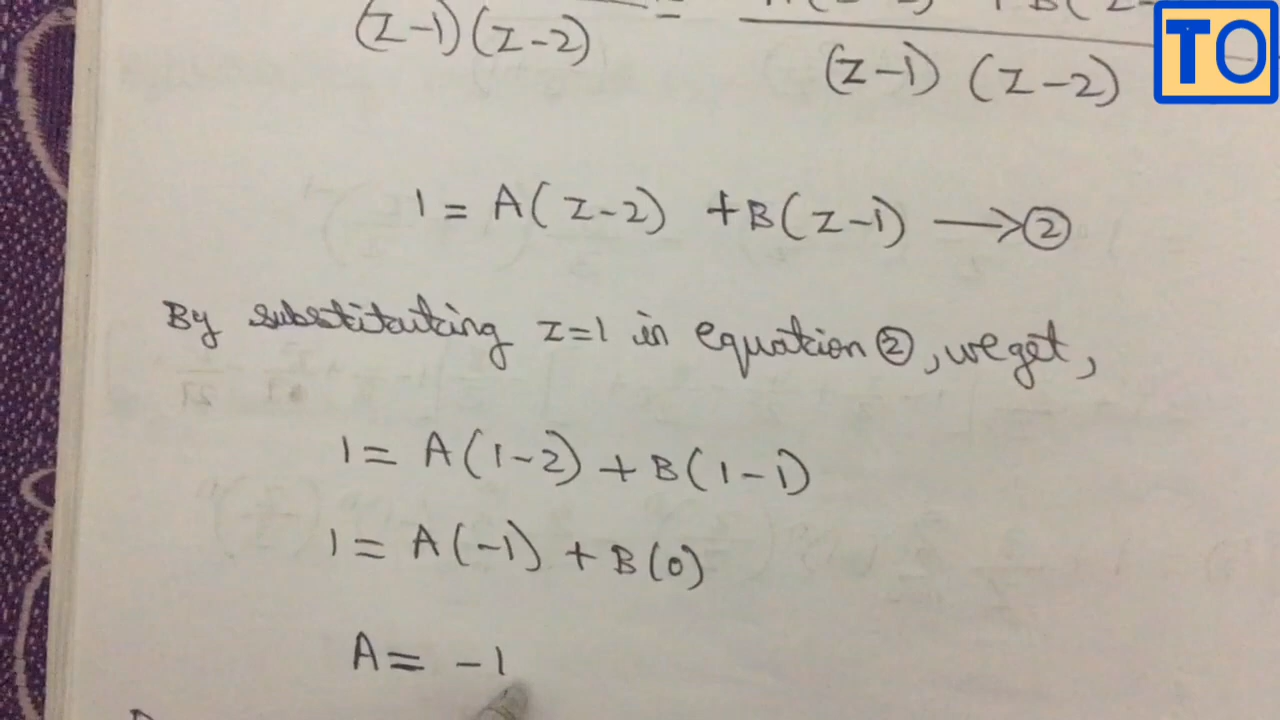 (z-1)(z-2) = (z-1) (z-2)
TO
1 = A(z-2) +B(z-1) → ②
By substituting z=1 in equation ②, we get,
1 = A(1-2) + B(1-1)
1 = A(-1) + B(0)
A = -1